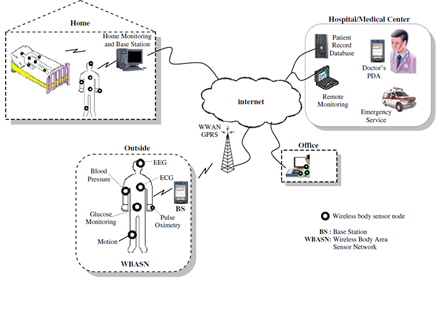 Home
Home Monitoring
and Base Station
Hospital/Medical Center
Patient
Record
Database
Doctor's
PDA
Remote
Monitoring
Emergency
Service
internet
WWAN
GPRS
Office
Outside
EEG
Blood
Pressure
ECG
BS
Glucose
Monitoring
Pulse
Oximetry
Motion
WBASN
Wireless body sensor node
BS : Base Station
WBASN: Wireless Body Area
Sensor Network